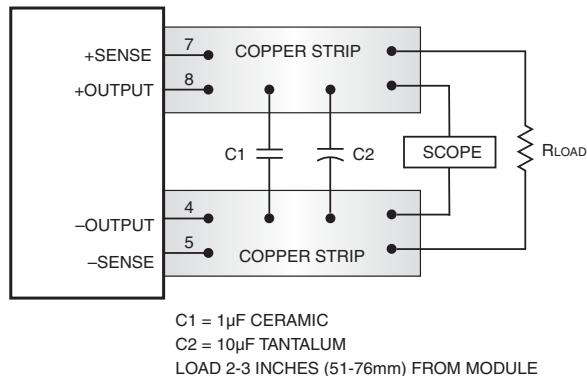 +SENSE 7 COPPER STRIP
+OUTPUT 8
C1 C2 SCOPE RLOAD
–OUTPUT 4
–SENSE 5 COPPER STRIP
C1 = 1µF CERAMIC
C2 = 10µF TANTALUM
LOAD 2-3 INCHES (51-76mm) FROM MODULE